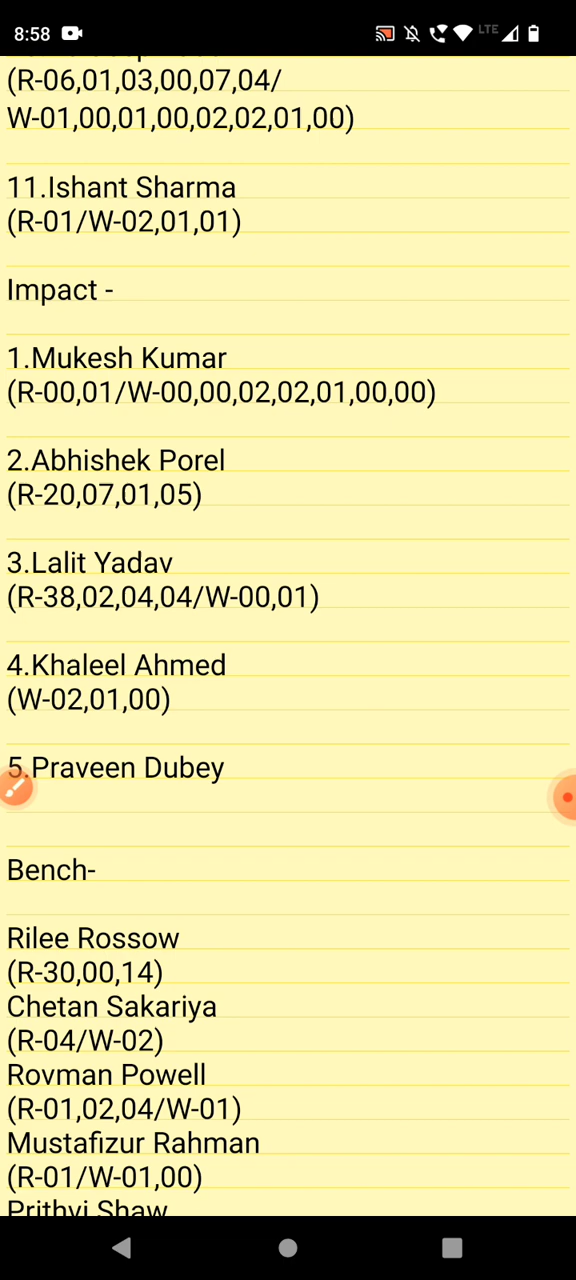 8:58
LTE
(R-06,01,03,00,07,04/
W-01,00,01,00,02,02,01,00)
11.Ishant Sharma
(R-01/W-02,01,01)
Impact -
1.Mukesh Kumar
(R-00,01/W-00,00,02,02,01,00,00)
2.Abhishek Porel
(R-20,07,01,05)
3.Lalit Yadav
(R-38,02,04,04/W-00,01)
4.Khaleel Ahmed
(W-02,01,00)
5.Praveen Dubey
Bench-
Rilee Rossow
(R-30,00,14)
Chetan Sakariya
(R-04/W-02)
Rovman Powell
(R-01,02,04/W-01)
Mustafizur Rahman
(R-01/W-01,00)
Prithvi Shaw